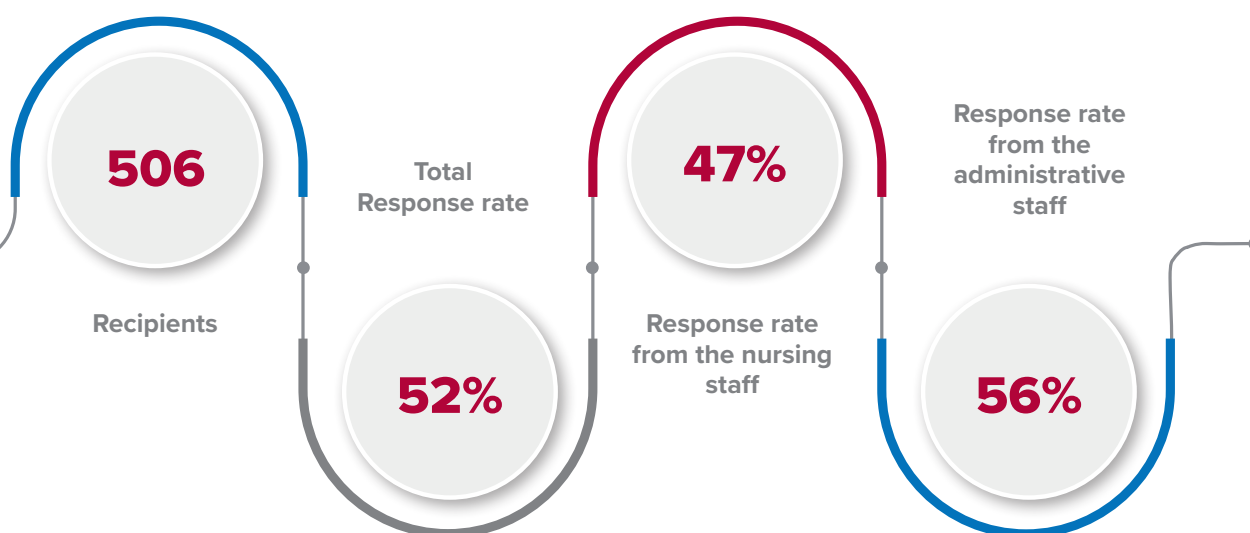 506
Recipients
Total
Response rate
52%
47%
Response rate
from the nursing
staff
Response rate
from the
administrative
staff
56%